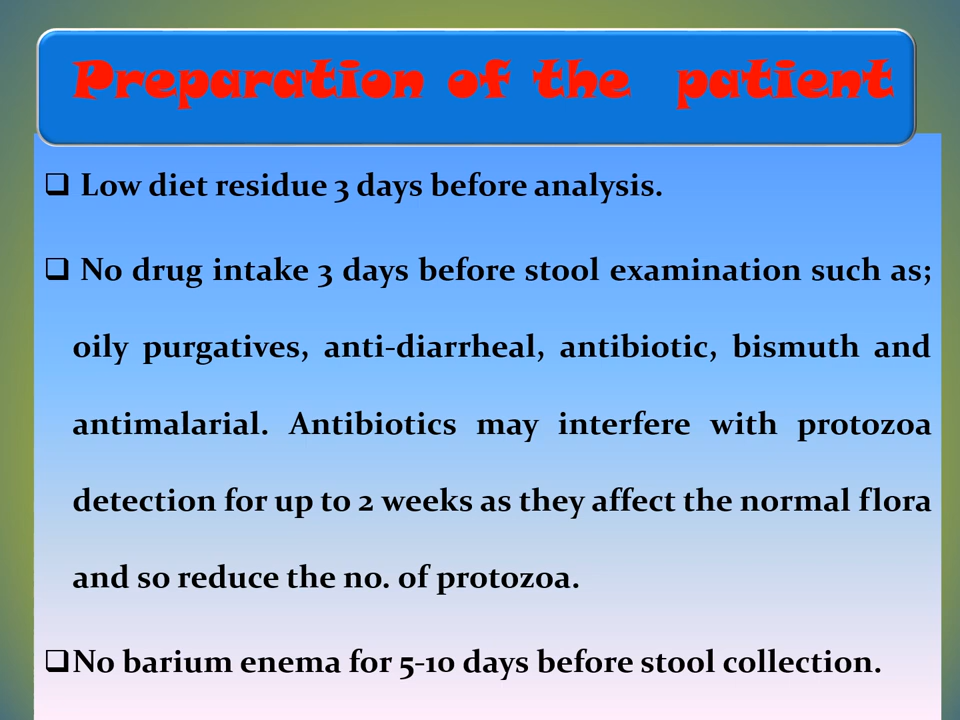 Preparation of the patient
❑ Low diet residue 3 days before analysis.
❑ No drug intake 3 days before stool examination such as;
oily purgatives, anti-diarrheal, antibiotic, bismuth and
antimalarial. Antibiotics may interfere with protozoa
detection for up to 2 weeks as they affect the normal flora
and so reduce the no. of protozoa.
❑No barium enema for 5-10 days before stool collection.